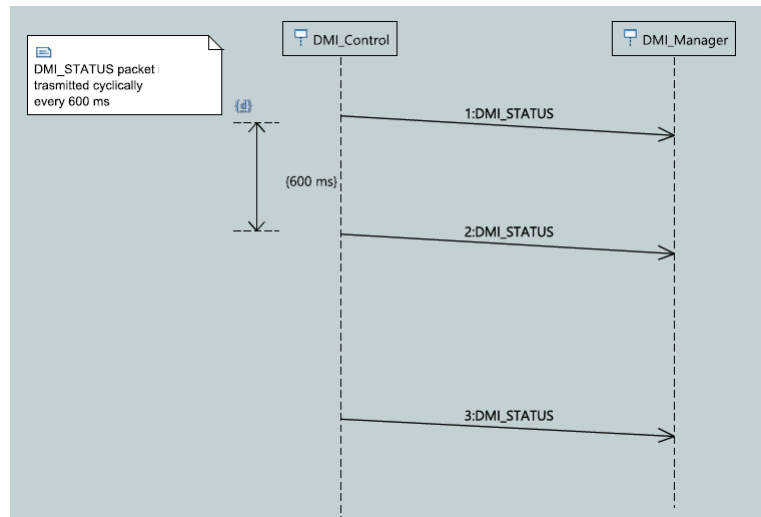 DMI_Control
DMI_Manager
DMI_STATUS packet
trasmitted cyclically
every 600 ms
{d}
1:DMI_STATUS
{600 ms}
2:DMI_STATUS
3:DMI_STATUS